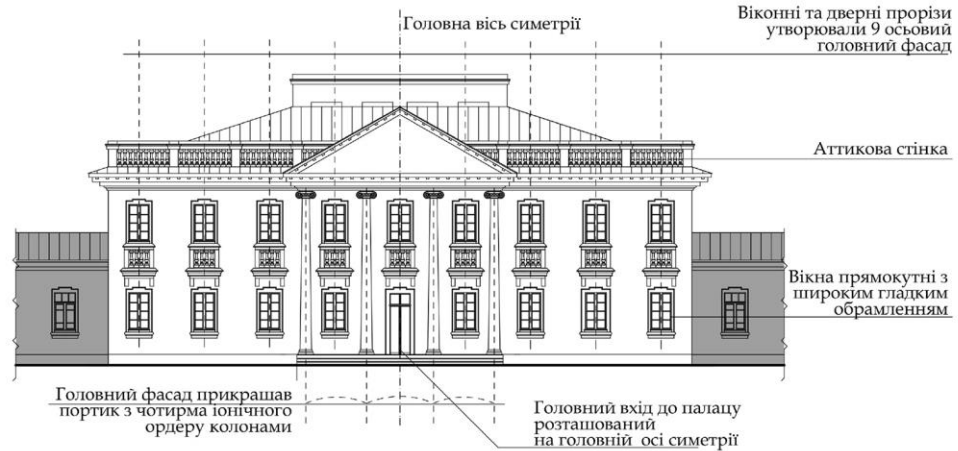 Головна вісь симетрії
Віконні та дверні прорізи
утворювали 9 осьовий
головний фасад
Аттикова стінка
Вікна прямокутні з
широким гладким
обрамленням
Головний фасад прикрашав
портик з чотирма іонічного
ордеру колонами
Головний вхід до палацу
розташований
на головній осі симетрії